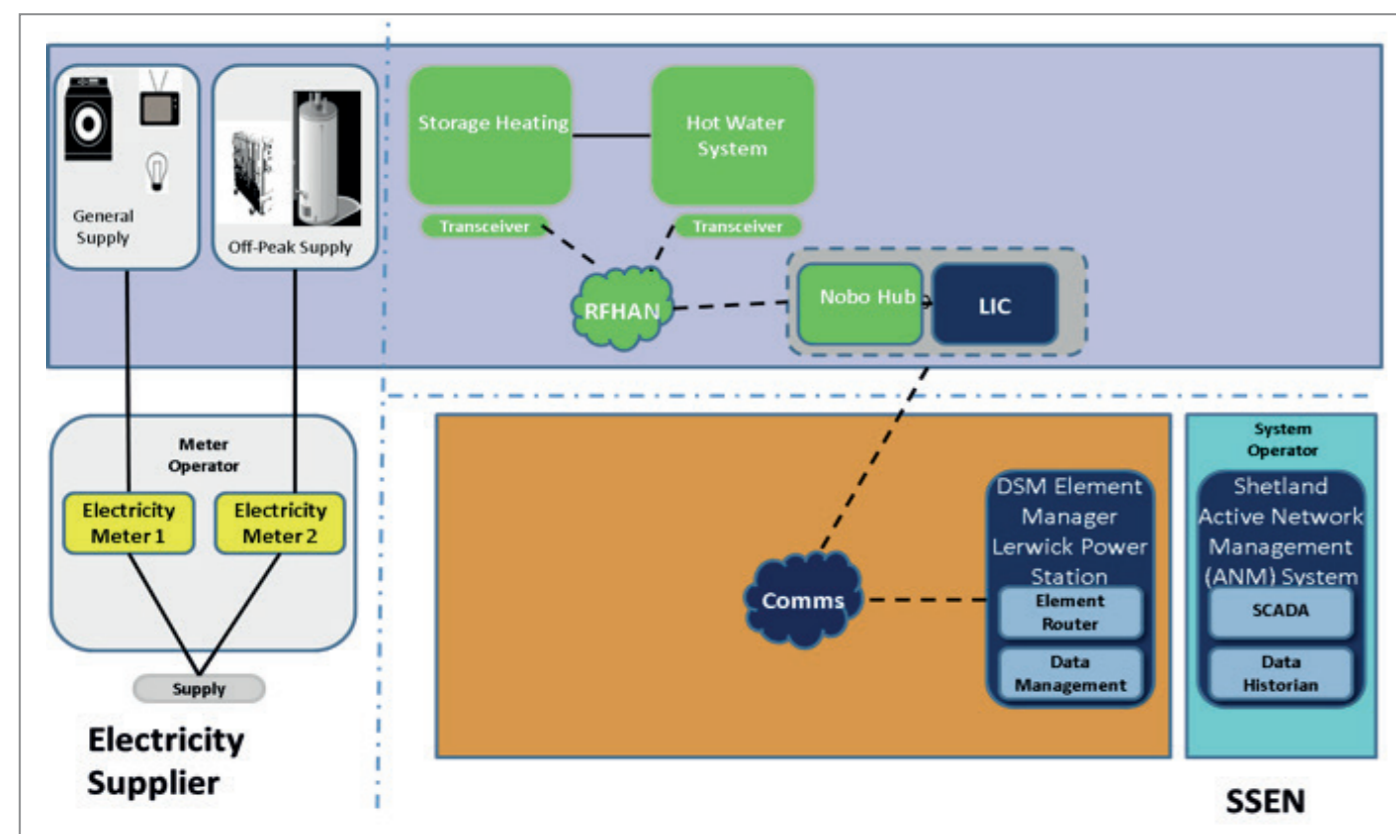 General
Supply
Off-Peak Supply
Storage Heating
Hot Water
System
Transceiver
Transceiver
RFHAN
Nobo Hub
LIC
Meter
Operator
Electricity
Meter 1
Electricity
Meter 2
Supply
Electricity
Supplier
Comms
DSM Element
Manager
Lerwick Power
Station
Element
Router
Data
Management
System
Operator
Shetland
Active Network
Management
(ANM) System
SCADA
Data
Historian
SSEN